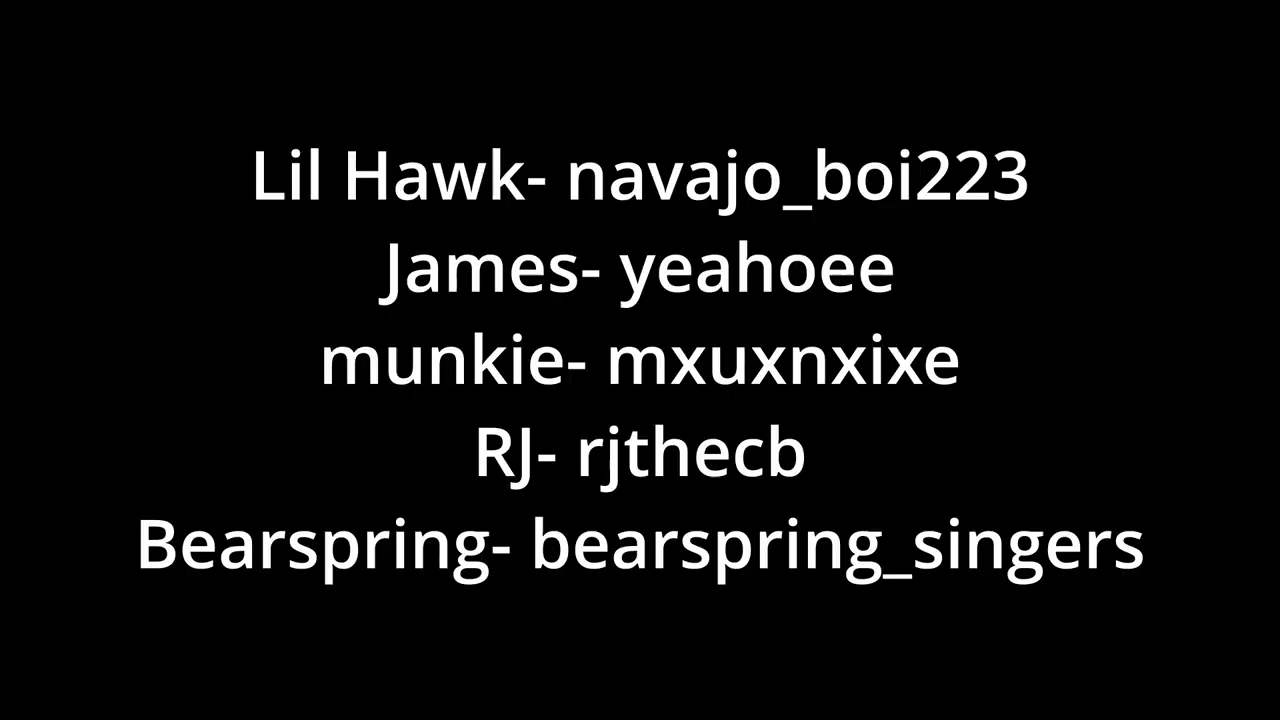 Lil Hawk- navajo_boi223
James- yeahoee
munkie- mxuxnxixe
RJ- rjthecb
Bearspring- bearspring_singers